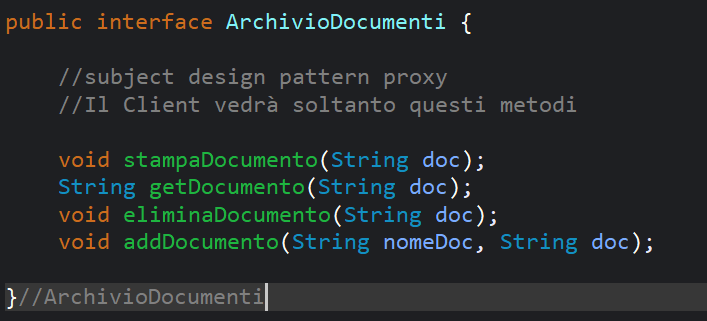 public interface ArchivioDocumenti {
//subject design pattern proxy
//Il Client vedrà soltanto questi metodi
void stampaDocumento(String doc);
String getDocumento(String doc);
void eliminaDocumento(String doc);
void addDocumento(String nomeDoc, String doc);
}//ArchivioDocumenti